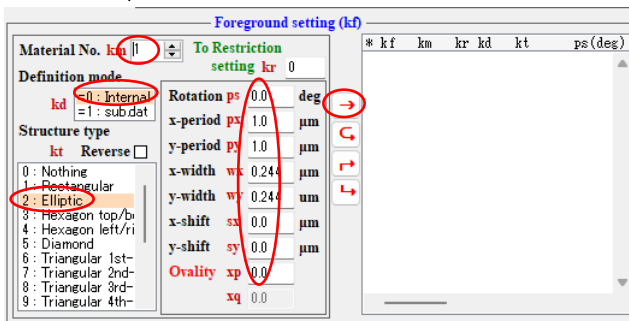 Foreground setting (kf)
Material No. km 1
To Restriction
setting kr 0
Definition mode
kd
=0 : Internal
=1 : sub.dat
Structure type
kt Reverse
0 : Nothing
1 : Rectangular
2 : Elliptic
3 : Hexagon top/b
4 : Hexagon left/ri
5 : Diamond
6 : Triangular 1st-
7 : Triangular 2nd-
8 : Triangular 3rd-
9 : Triangular 4th-
Rotation ps 0.0 deg
x-period px 1.0 μm
y-period py 1.0 μm
x-width wx 0.244 μm
y-width wy 0.244 um
x-shift sx 0.0 μm
y-shift sy 0.0 μm
Ovality xp 0.0
xq 0.0
* kf km kr kd kt ps(deg)